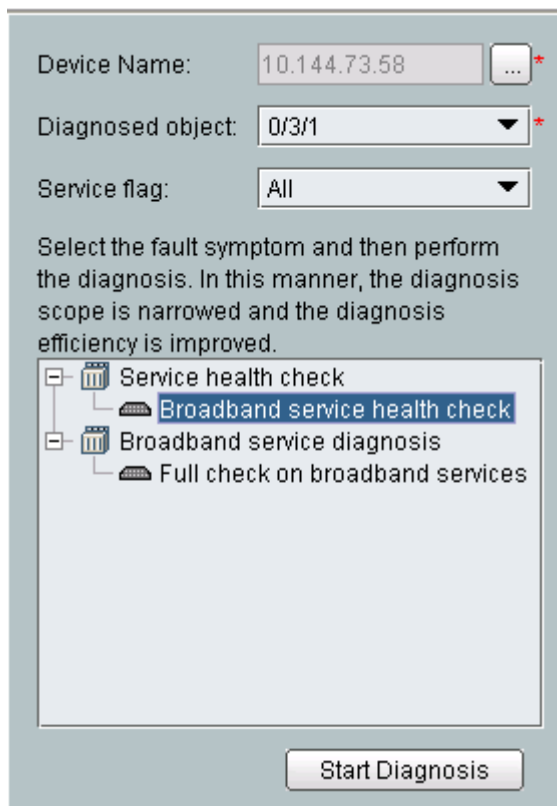 Device Name: 10.144.73.58 ... *
Diagnosed object: 0/3/1 *
Service flag: All
Select the fault symptom and then perform
the diagnosis. In this manner, the diagnosis
scope is narrowed and the diagnosis
efficiency is improved.
Service health check
Broadband service health check
Broadband service diagnosis
Full check on broadband services
Start Diagnosis